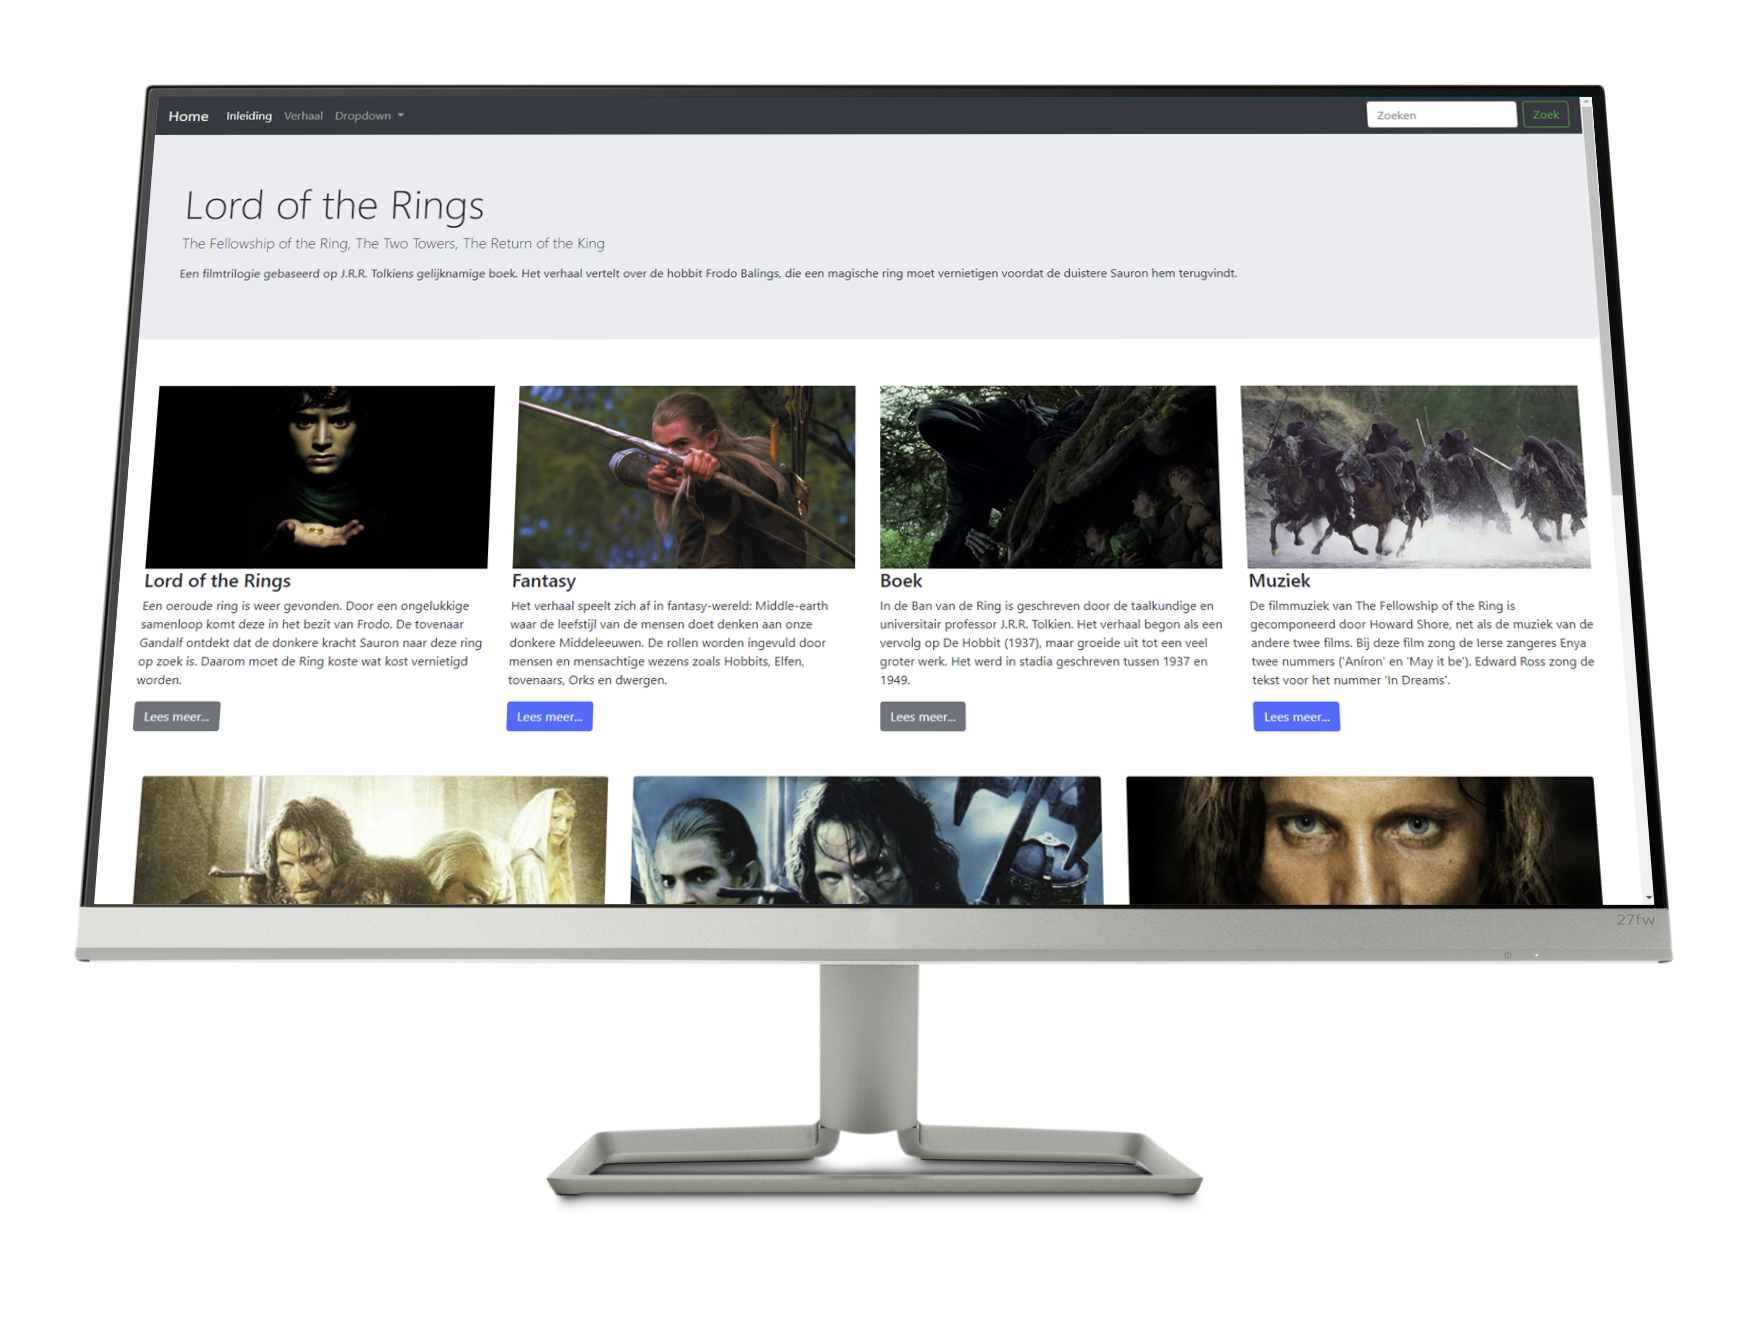 Home Inleiding Verhaal Dropdown Zoeken Zoek
Lord of the Rings
The Fellowship of the Ring, The Two Towers, The Return of the King
Een filmtrilogie gebaseerd op J.R.R. Tolkiens gelijknamige boek. Het verhaal vertelt over de hobbit Frodo Balings, die een magische ring moet vernietigen voordat de duistere Sauron hem terugvindt.
Lord of the Rings
Een oeroude ring is weer gevonden. Door een ongelukkige
samenloop komt deze in het bezit van Frodo. De tovenaar
Gandalf ontdekt dat de donkere kracht Sauron naar deze ring
op zoek is. Daarom moet de Ring koste wat kost vernietigd
worden.
Lees meer...
Fantasy
Het verhaal speelt zich af in fantasy-wereld: Middle-earth
waar de leefstijl van de mensen doet denken aan onze
donkere Middeleeuwen. De rollen worden ingevuld door
mensen en mensachtige wezens zoals Hobbits, Elfen,
tovenaars, Orks en dwergen.
Lees meer...
Boek
In de Ban van de Ring is geschreven door de taalkundige en
universitair professor J.R.R. Tolkien. Het verhaal begon als een
vervolg op De Hobbit (1937), maar groeide uit tot een veel
groter werk. Het werd in stadia geschreven tussen 1937 en
1949.
Lees meer...
Muziek
De filmmuziek van The Fellowship of the Ring is
gecomponeerd door Howard Shore, net als de muziek van de
andere twee films. Bij deze film zong de Ierse zangeres Enya
twee nummers ('Aníron' en 'May it be'). Edward Ross zong de
tekst voor het nummer 'In Dreams'.
Lees meer...
27fw